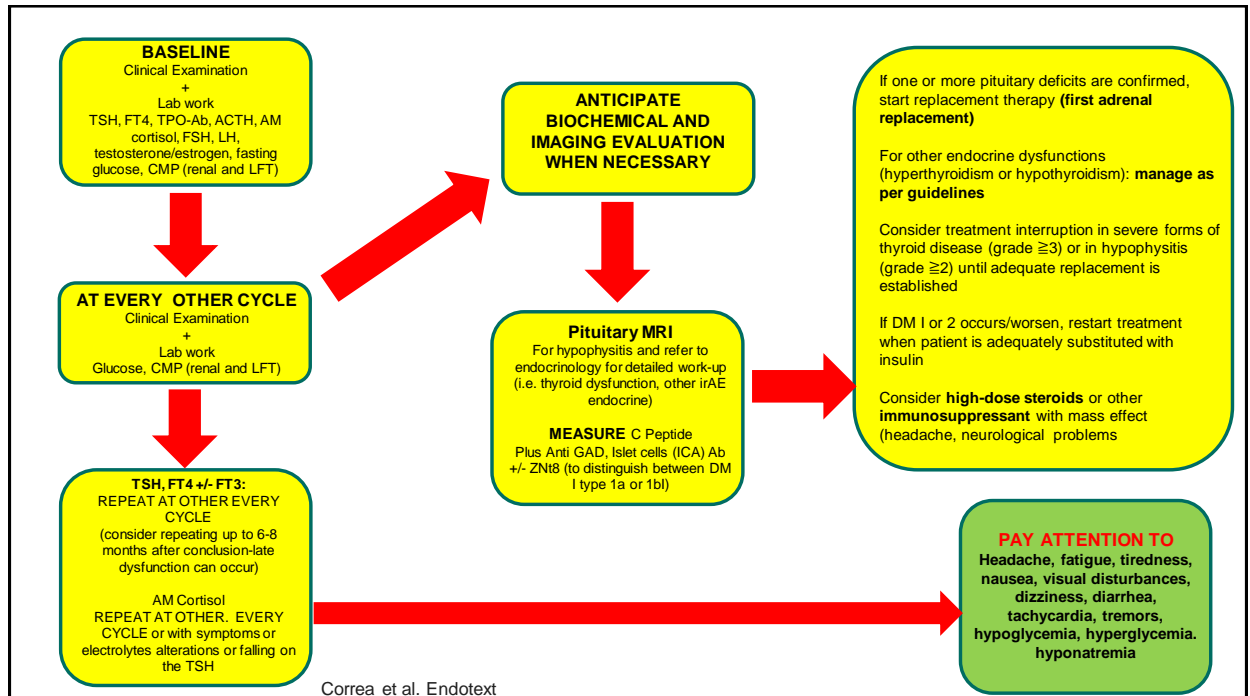 BASELINE
Clinical Examination
+
Lab work
TSH, FT4, TPO-Ab, ACTH, AM
cortisol, FSH, LH,
testosterone/estrogen, fasting
glucose, CMP (renal and LFT)
AT EVERY OTHER CYCLE
Clinical Examination
+
Lab work
Glucose, CMP (renal and LFT)
TSH, FT4 +/- FT3:
REPEAT AT OTHER EVERY
CYCLE
(consider repeating up to 6-8
months after conclusion-late
dysfunction can occur)
AM Cortisol
REPEAT AT OTHER. EVERY
CYCLE or with symptoms or
electrolytes alterations or falling on
the TSH
ANTICIPATE
BIOCHEMICAL AND
IMAGING EVALUATION
WHEN NECESSARY
Pituitary MRI
For hypophysitis and refer to
endocrinology for detailed work-up
(i.e. thyroid dysfunction, other irAE
endocrine)
MEASURE C Peptide
Plus Anti GAD, Islet cells (ICA) Ab
+/- ZNt8 (to distinguish between DM
I type 1a or 1bI)
If one or more pituitary deficits are confirmed,
start replacement therapy (first adrenal
replacement)
For other endocrine dysfunctions
(hyperthyroidism or hypothyroidism): manage as
per guidelines
Consider treatment interruption in severe forms of
thyroid disease (grade ≧3) or in hypophysitis
(grade ≧2) until adequate replacement is
established
If DM I or 2 occurs/worsen, restart treatment
when patient is adequately substituted with
insulin
Consider high-dose steroids or other
immunosuppressant with mass effect
(headache, neurological problems
PAY ATTENTION TO
Headache, fatigue, tiredness,
nausea, visual disturbances,
dizziness, diarrhea,
tachycardia, tremors,
hypoglycemia, hyperglycemia.
hyponatremia
Correa et al. Endotext